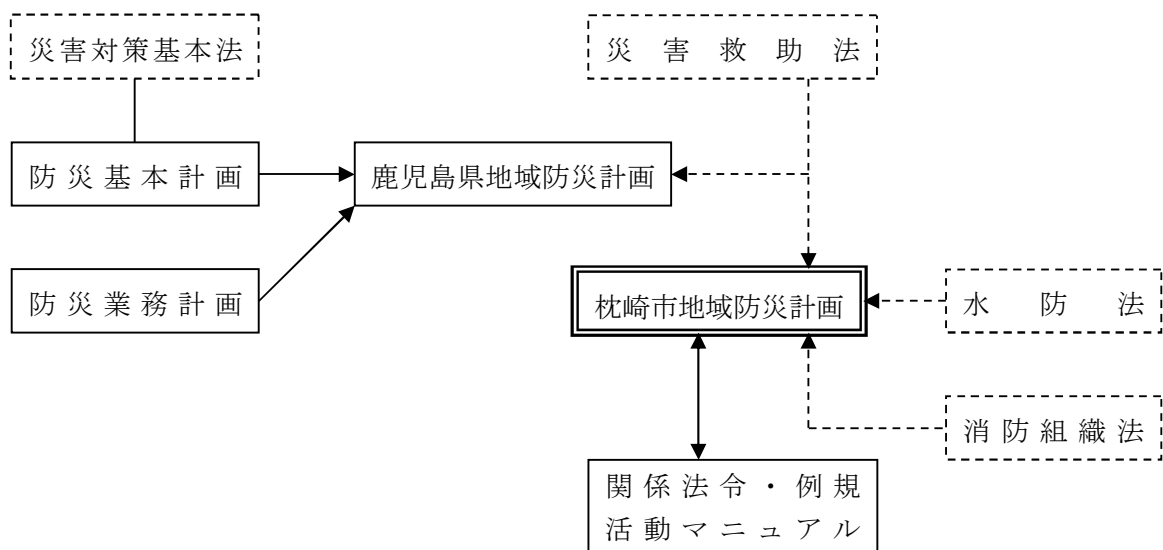 災害対策基本法
災害救助法
防災基本計画
鹿児島県地域防災計画
防災業務計画
枕崎市地域防災計画
水防法
消防組織法
関係法令・例規
活動マニュアル